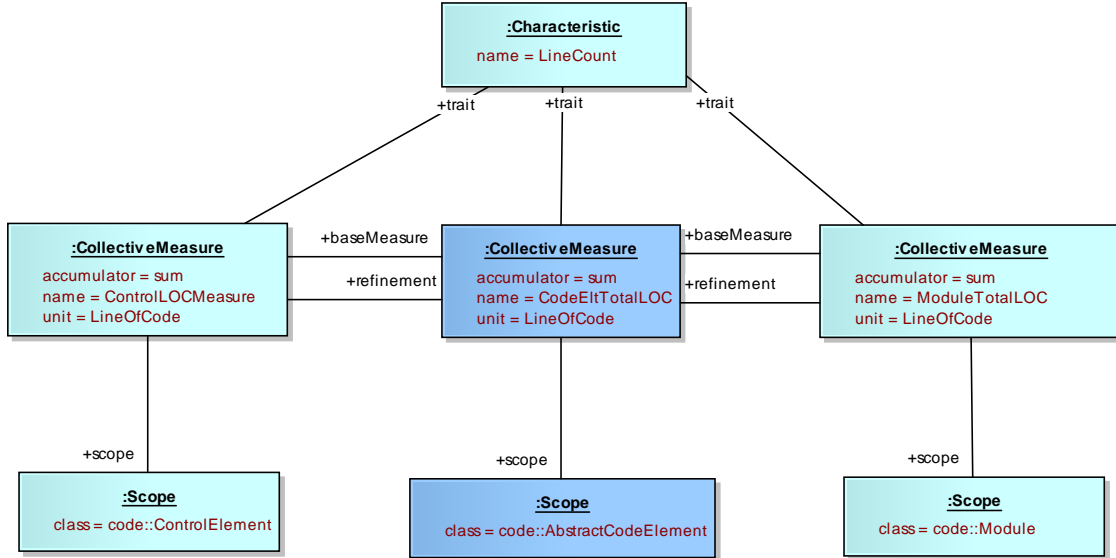 :Characteristic
name = LineCount
+trait
+trait
+trait
:CollectiveMeasure
accumulator = sum
name = ControlLOCMeasure
unit = LineOfCode
+baseMeasure
+refinement
:CollectiveMeasure
accumulator = sum
name = CodeEltTotalLOC
unit = LineOfCode
+baseMeasure
+refinement
:CollectiveMeasure
accumulator = sum
name = ModuleTotalLOC
unit = LineOfCode
+scope
+scope
+scope
:Scope
class = code::ControlElement
:Scope
class = code::AbstractCodeElement
:Scope
class = code::Module